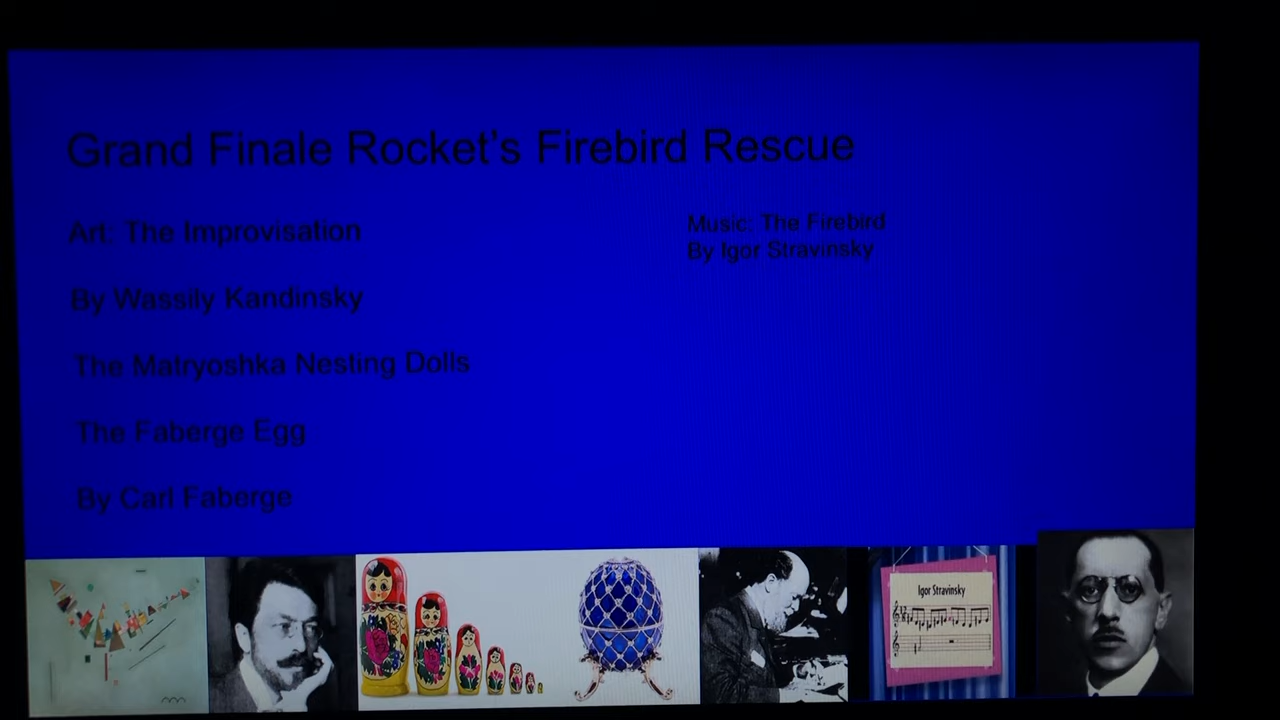 Grand Finale Rocket's Firebird Rescue
Art: The Improvisation
By Wassily Kandinsky
The Matryoshka Nesting Dolls
The Faberge Egg
By Carl Faberge
Music: The Firebird
By Igor Stravinsky
Igor Stravinsky